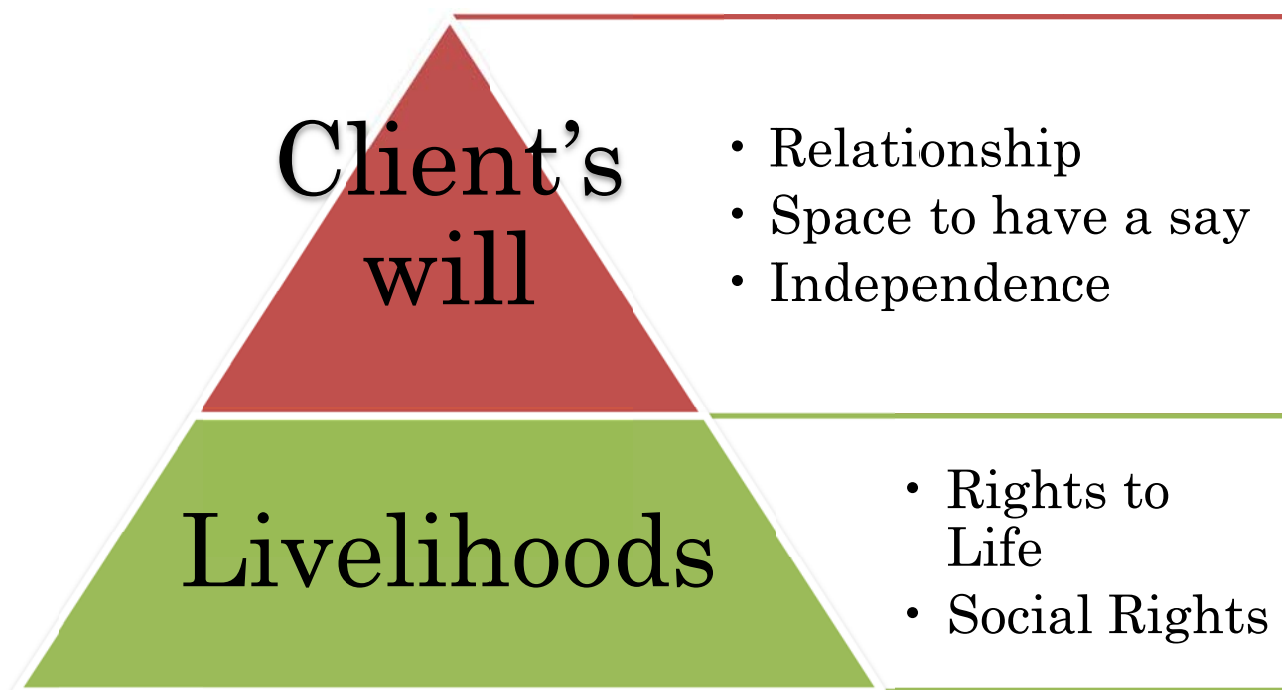 Client’s
will
• Relationship
• Space to have a say
• Independence
Livelihoods
• Rights to
Life
• Social Rights